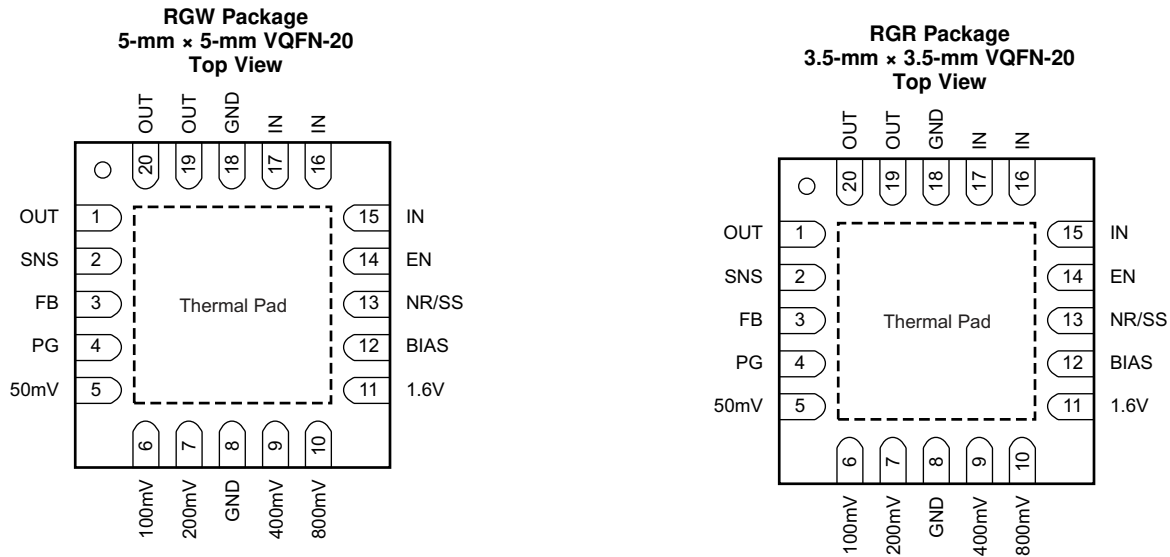 RGW Package
5-mm × 5-mm VQFN-20
Top View
OUT
OUT
GND
IN
IN
20
19
18
17
16
OUT
1
15
IN
SNS
2
14
EN
FB
3
Thermal Pad
13
NR/SS
PG
4
12
BIAS
50mV
5
11
1.6V
6
7
8
9
10
100mV
200mV
GND
400mV
800mV
RGR Package
3.5-mm × 3.5-mm VQFN-20
Top View
OUT
OUT
GND
IN
IN
20
19
18
17
16
OUT
1
15
IN
SNS
2
14
EN
FB
3
Thermal Pad
13
NR/SS
PG
4
12
BIAS
50mV
5
11
1.6V
6
7
8
9
10
100mV
200mV
GND
400mV
800mV